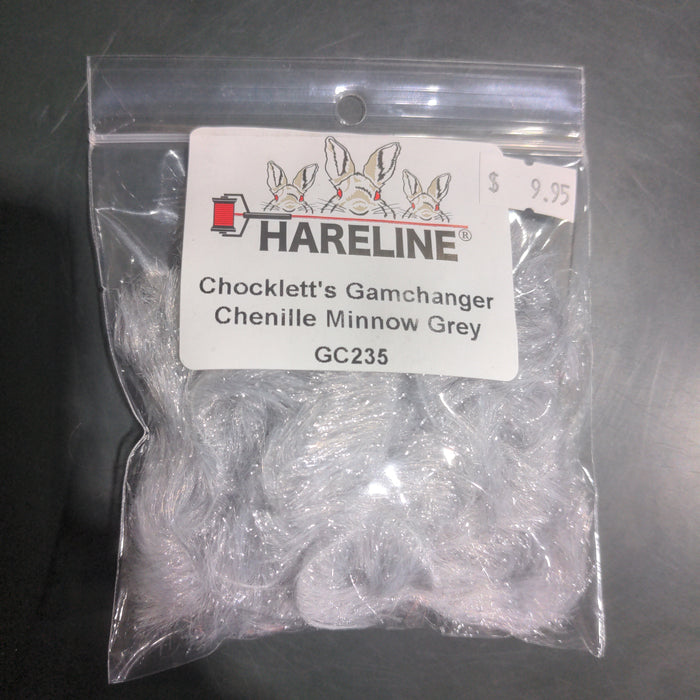 $ 9.95
HARELINE®
Chocklett's Gamchanger
Chenille Minnow Grey
GC235